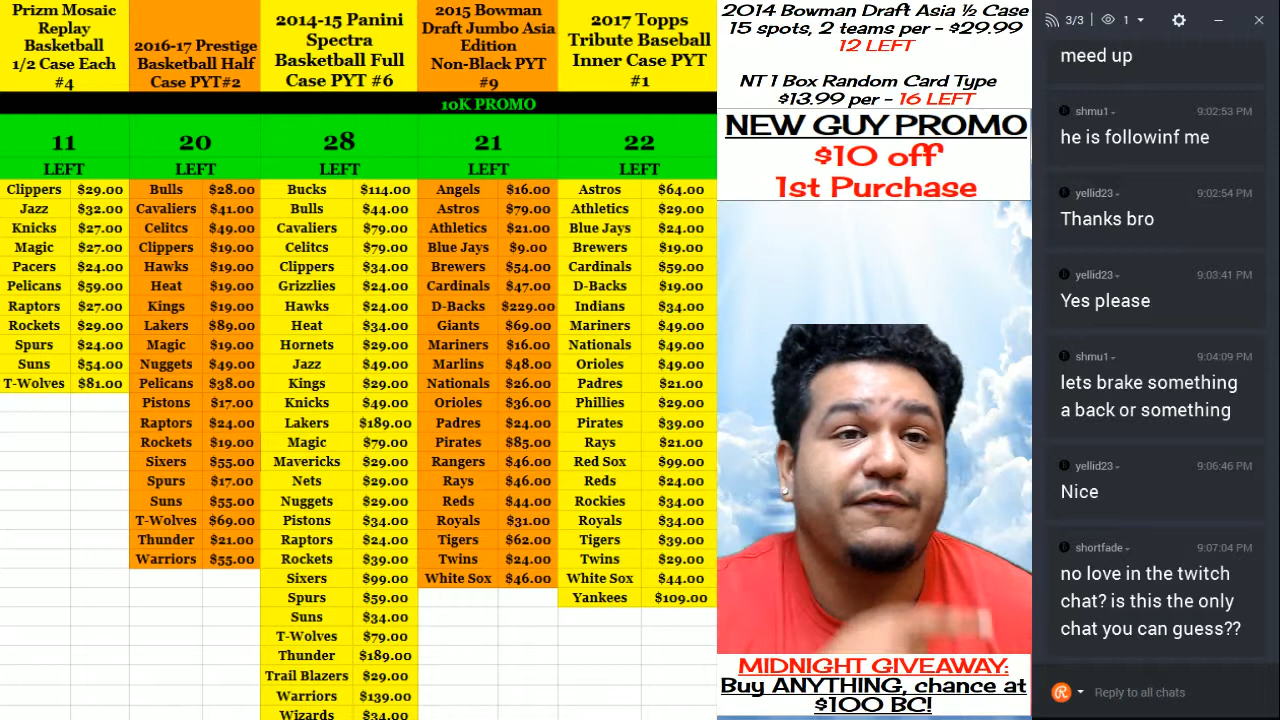 Prizm Mosaic
Replay
Basketball
1/2 Case Each
#4
2016-17 Prestige
Basketball Half
Case PYT#2
2014-15 Panini
Spectra
Basketball Full
Case PYT #6
2015 Bowman
Draft Jumbo Asia
Edition
Non-Black PYT
#9
2017 Topps
Tribute Baseball
Inner Case PYT
#1
10K PROMO
11 20 28 21 22
LEFT LEFT LEFT LEFT LEFT
Clippers $29.00 Bulls $28.00 Bucks $114.00 Angels $16.00 Astros $64.00
Jazz $32.00 Cavaliers $41.00 Bulls $44.00 Astros $79.00 Athletics $29.00
Knicks $27.00 Celitcs $49.00 Cavaliers $79.00 Athletics $21.00 Blue Jays $24.00
Magic $27.00 Clippers $19.00 Celitcs $79.00 Blue Jays $9.00 Brewers $19.00
Pacers $24.00 Hawks $19.00 Clippers $34.00 Brewers $54.00 Cardinals $59.00
Pelicans $59.00 Heat $19.00 Grizzlies $24.00 Cardinals $47.00 D-Backs $19.00
Raptors $27.00 Kings $19.00 Hawks $24.00 D-Backs $229.00 Indians $34.00
Rockets $29.00 Lakers $89.00 Heat $34.00 Giants $69.00 Mariners $49.00
Spurs $24.00 Magic $19.00 Hornets $29.00 Mariners $16.00 Nationals $49.00
Suns $54.00 Nuggets $49.00 Jazz $49.00 Marlins $48.00 Orioles $49.00
T-Wolves $81.00 Pelicans $38.00 Kings $29.00 Nationals $26.00 Padres $21.00
Pistons $17.00 Knicks $49.00 Orioles $36.00 Phillies $29.00
Raptors $24.00 Lakers $189.00 Padres $24.00 Pirates $39.00
Rockets $19.00 Magic $79.00 Pirates $85.00 Rays $21.00
Sixers $55.00 Mavericks $29.00 Rangers $46.00 Red Sox $99.00
Spurs $17.00 Nets $29.00 Rays $46.00 Reds $24.00
Suns $55.00 Nuggets $29.00 Reds $44.00 Rockies $34.00
T-Wolves $69.00 Pistons $34.00 Royals $31.00 Royals $34.00
Thunder $21.00 Raptors $24.00 Tigers $62.00 Tigers $39.00
Warriors $55.00 Rockets $39.00 Twins $24.00 Twins $29.00
Sixers $99.00 White Sox $46.00 White Sox $44.00
Spurs $59.00 Yankees $109.00
Suns $34.00
T-Wolves $79.00
Thunder $189.00
Trail Blazers $29.00
Warriors $139.00
Wizards $34.00
2014 Bowman Draft Asia ½ Case
15 spots, 2 teams per - $29.99
12 LEFT
NT 1 Box Random Card Type
$13.99 per - 16 LEFT
NEW GUY PROMO
$10 off
1st Purchase
MIDNIGHT GIVEAWAY:
Buy ANYTHING, chance at
$100 BC!
3/3 1
meed up
shmu1 9:02:53 PM
he is followinf me
yellid23 9:02:54 PM
Thanks bro
yellid23 9:03:41 PM
Yes please
shmu1 9:04:09 PM
lets brake something
a back or something
yellid23 9:06:46 PM
Nice
shortfade 9:07:04 PM
no love in the twitch
chat? is this the only
chat you can guess??
Reply to all chats